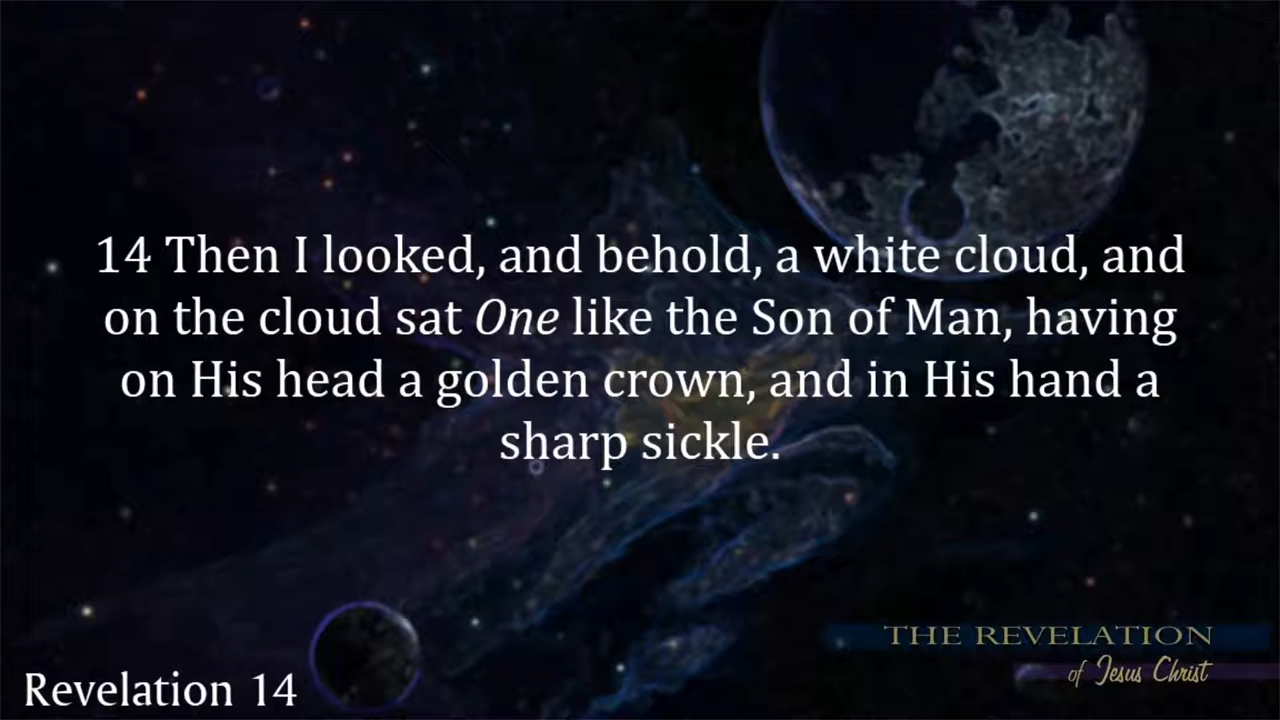 14 Then I looked, and behold, a white cloud, and
on the cloud sat One like the Son of Man, having
on His head a golden crown, and in His hand a
sharp sickle.
THE REVELATION
of Jesus Christ
Revelation 14